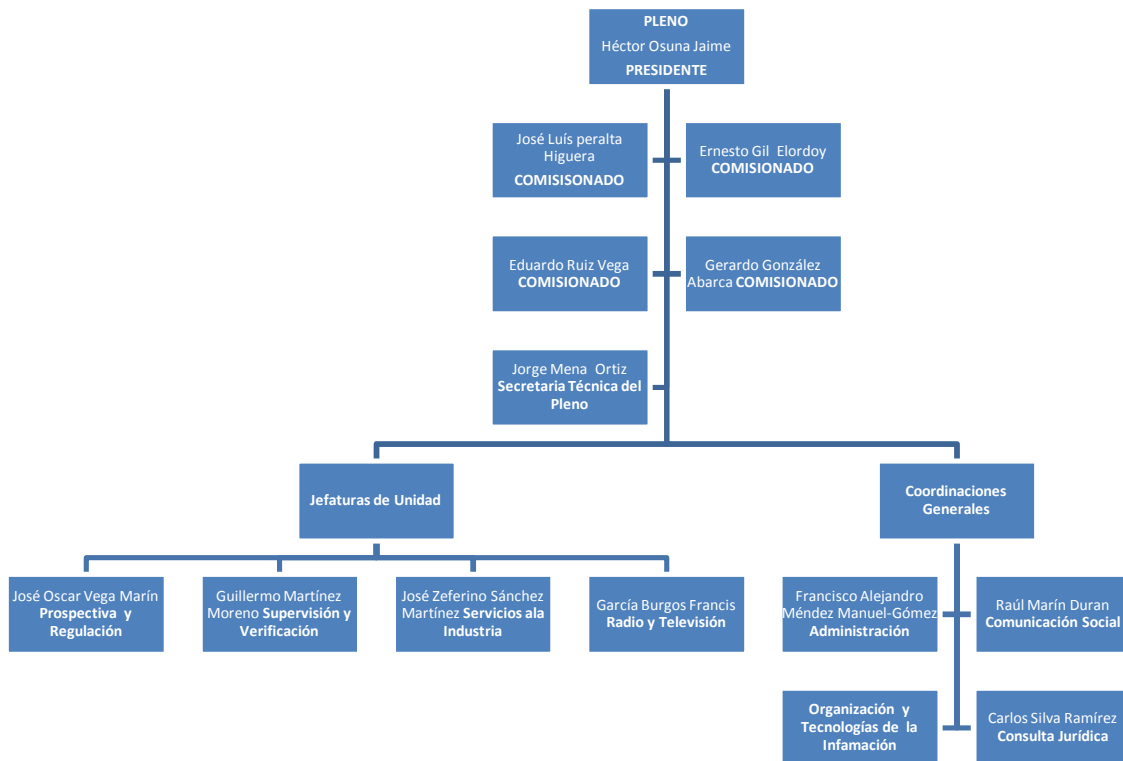 PLENO
Héctor Osuna Jaime
PRESIDENTE
José Luís peralta
Higuera
COMISISONADO
Ernesto Gil Elordoy
COMISIONADO
Eduardo Ruiz Vega
COMISIONADO
Gerardo González
Abarca COMISIONADO
Jorge Mena Ortiz
Secretaria Técnica del
Pleno
Jefaturas de Unidad
Coordinaciones
Generales
José Oscar Vega Marín
Prospectiva y
Regulación
Guillermo Martínez
Moreno Supervisión y
Verificación
José Zeferino Sánchez
Martínez Servicios ala
Industria
García Burgos Francis
Radio y Televisión
Francisco Alejandro
Méndez Manuel-Gómez
Administración
Raúl Marín Duran
Comunicación Social
Organización y
Tecnologías de la
Infamación
Carlos Silva Ramírez
Consulta Jurídica